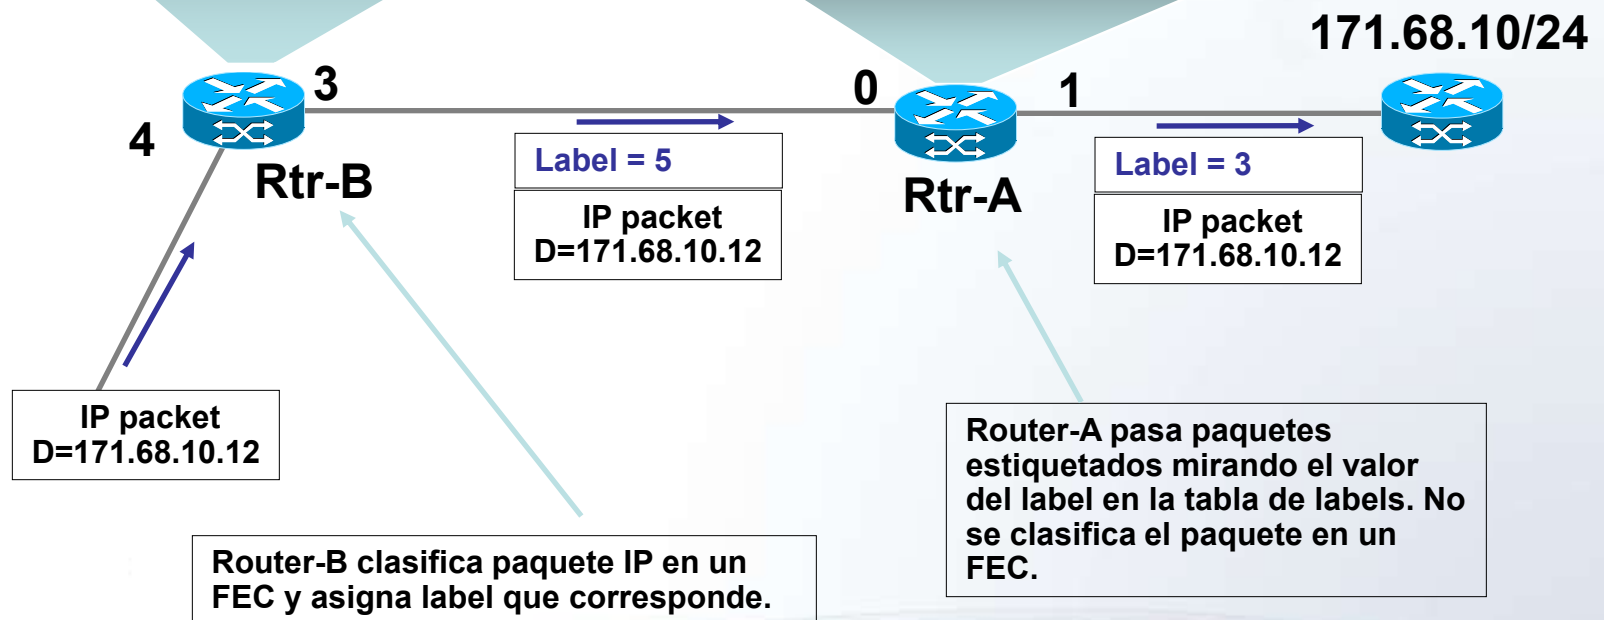 171.68.10/24
3
0
1
4
Rtr-B
Label = 5
Rtr-A
Label = 3
IP packet
D=171.68.10.12
IP packet
D=171.68.10.12
IP packet
D=171.68.10.12
Router-A pasa paquetes
estiquetados mirando el valor
del label en la tabla de labels. No
se clasifica el paquete en un
FEC.
Router-B clasifica paquete IP en un
FEC y asigna label que corresponde.